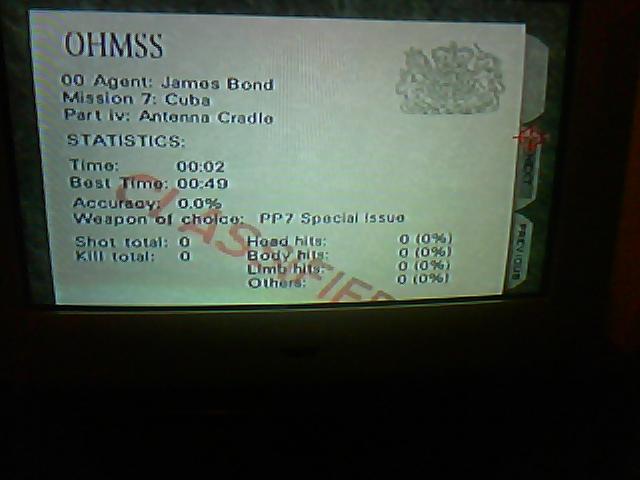 OHMSS
00 Agent: James Bond
Mission 7: Cuba
Part iv: Antenna Cradle
STATISTICS:
Time: 00:02
Best Time: 00:49
Accuracy: 0.0%
Weapon of choice: PP7 Special Issue
Shot total: 0 Head hits: 0 (0%)
Kill total: 0 Body hits: 0 (0%)
Limb hits: 0 (0%)
Others: 0 (0%)
CLASSIFIED
PREVIOUS